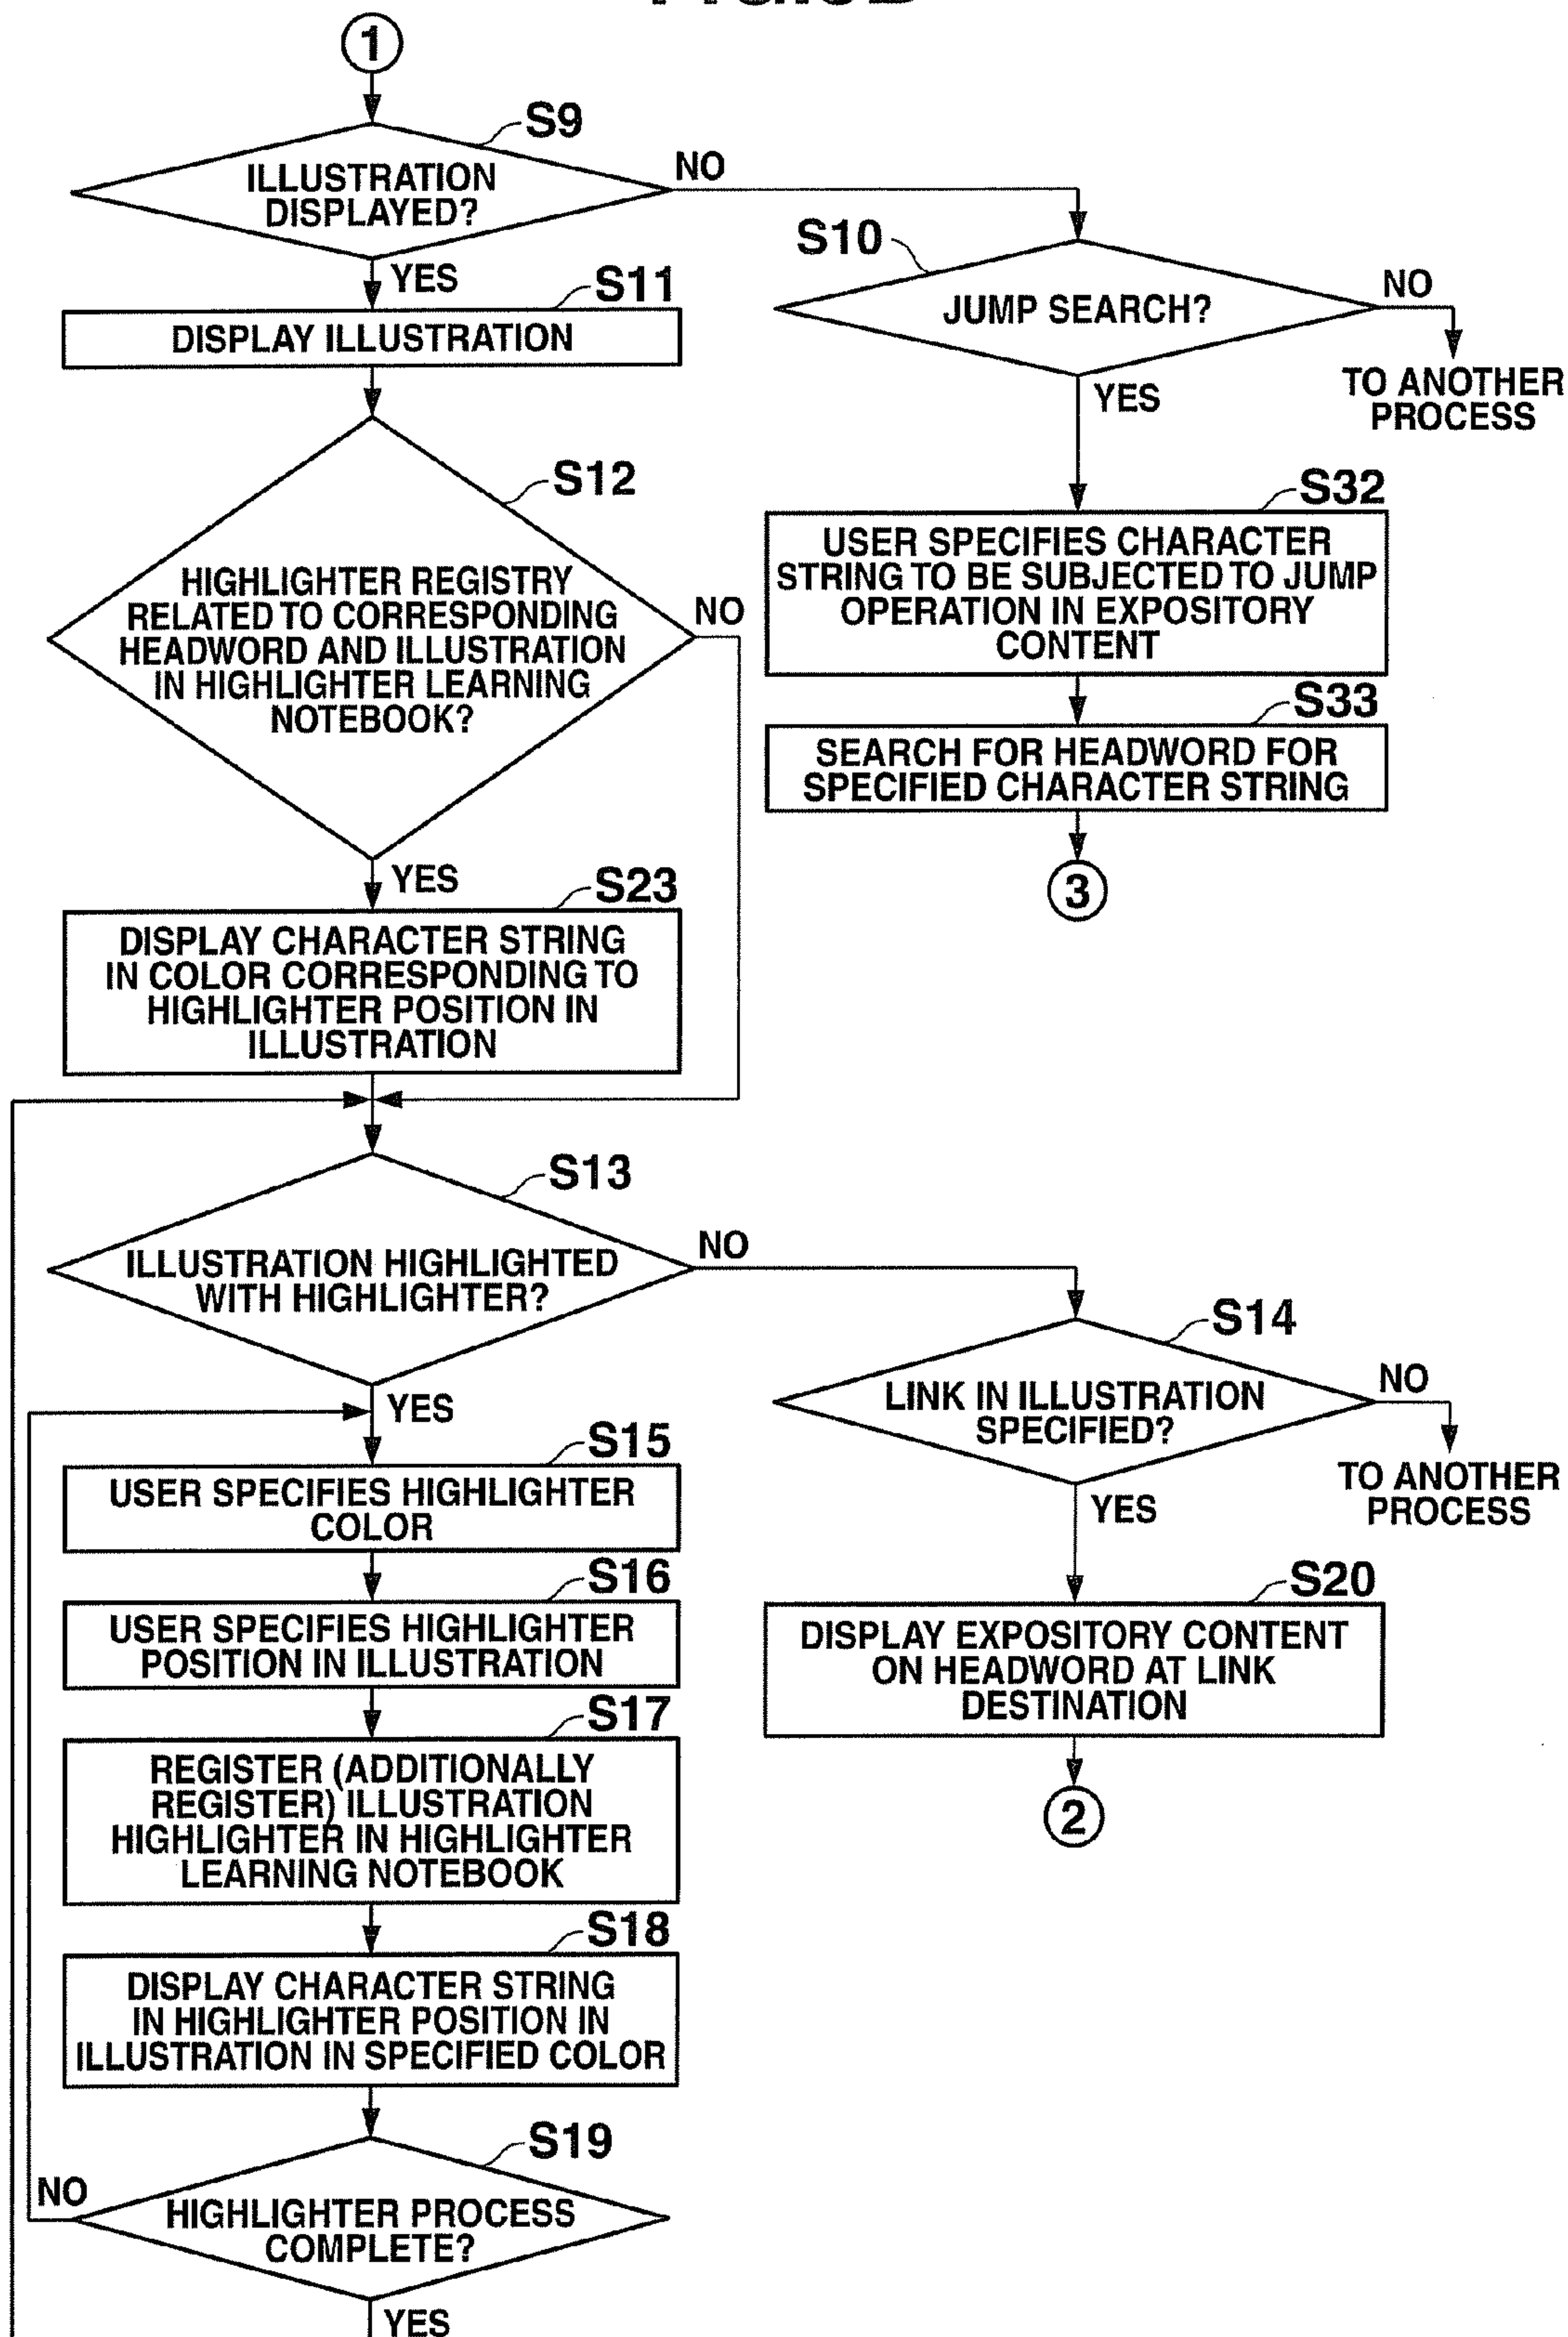 1
S9
ILLUSTRATION
DISPLAYED?
NO
YES
S10
JUMP SEARCH?
NO
TO ANOTHER
PROCESS
YES
S11
DISPLAY ILLUSTRATION
S12
HIGHLIGHTER REGISTRY
RELATED TO CORRESPONDING
HEADWORD AND ILLUSTRATION
IN HIGHLIGHTER LEARNING
NOTEBOOK?
NO
YES
S32
USER SPECIFIES CHARACTER
STRING TO BE SUBJECTED TO JUMP
OPERATION IN EXPOSITORY
CONTENT
S33
SEARCH FOR HEADWORD FOR
SPECIFIED CHARACTER STRING
3
S23
DISPLAY CHARACTER STRING
IN COLOR CORRESPONDING TO
HIGHLIGHTER POSITION IN
ILLUSTRATION
S13
ILLUSTRATION HIGHLIGHTED
WITH HIGHLIGHTER?
NO
YES
S14
LINK IN ILLUSTRATION
SPECIFIED?
NO
TO ANOTHER
PROCESS
YES
S15
USER SPECIFIES HIGHLIGHTER
COLOR
S16
USER SPECIFIES HIGHLIGHTER
POSITION IN ILLUSTRATION
S20
DISPLAY EXPOSITORY CONTENT
ON HEADWORD AT LINK
DESTINATION
2
S17
REGISTER (ADDITIONALLY
REGISTER) ILLUSTRATION
HIGHLIGHTER IN HIGHLIGHTER
LEARNING NOTEBOOK
S18
DISPLAY CHARACTER STRING
IN HIGHLIGHTER POSITION IN
ILLUSTRATION IN SPECIFIED COLOR
S19
NO
HIGHLIGHTER PROCESS
COMPLETE?
YES